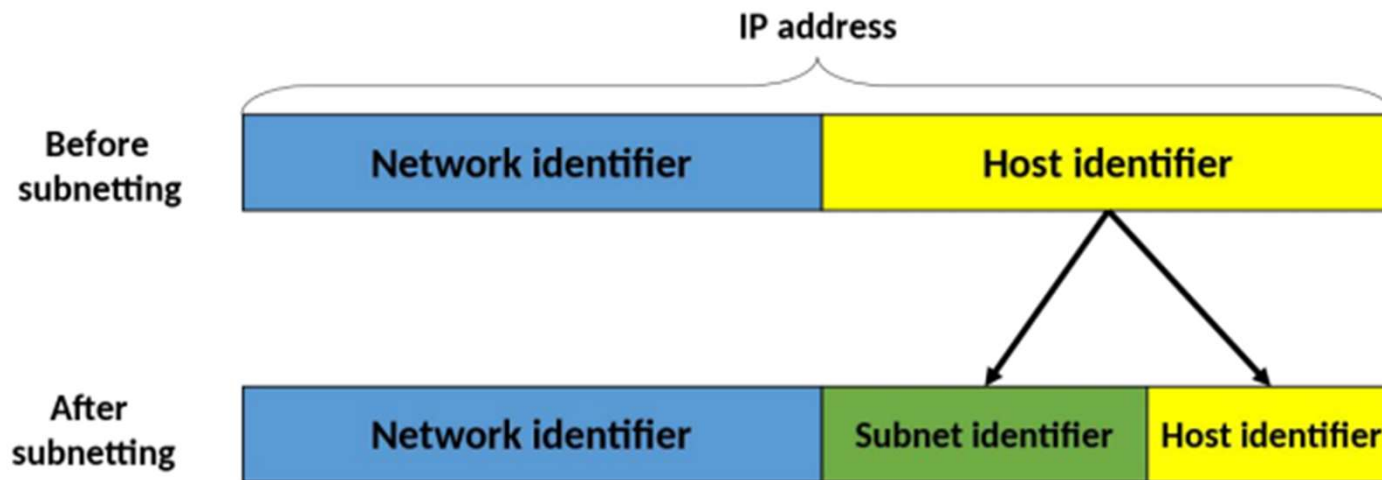 IP address
Before
subnetting
Network identifier
Host identifier
After
subnetting
Network identifier
Subnet identifier
Host identifier